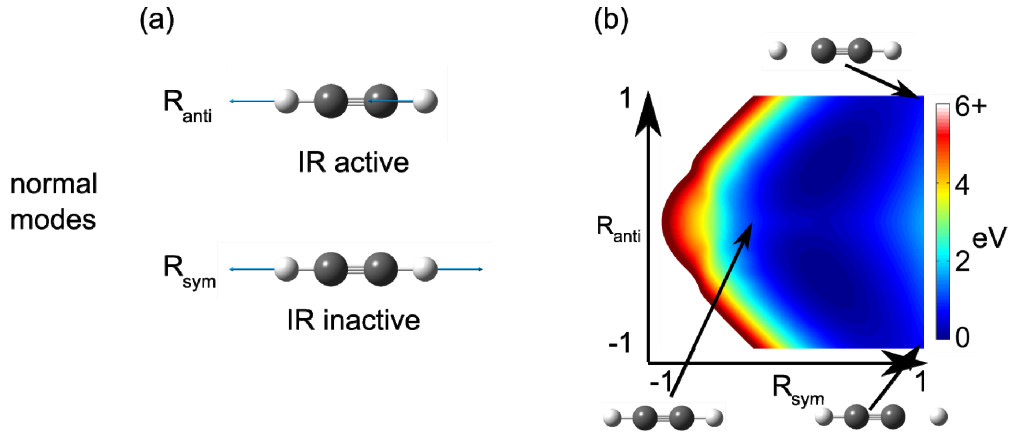 (a)
(b)
normal
modes
R_anti
IR active
R_sym
IR inactive
1
R_anti
-1
-1
R_sym
1
6+
4
eV
2
0